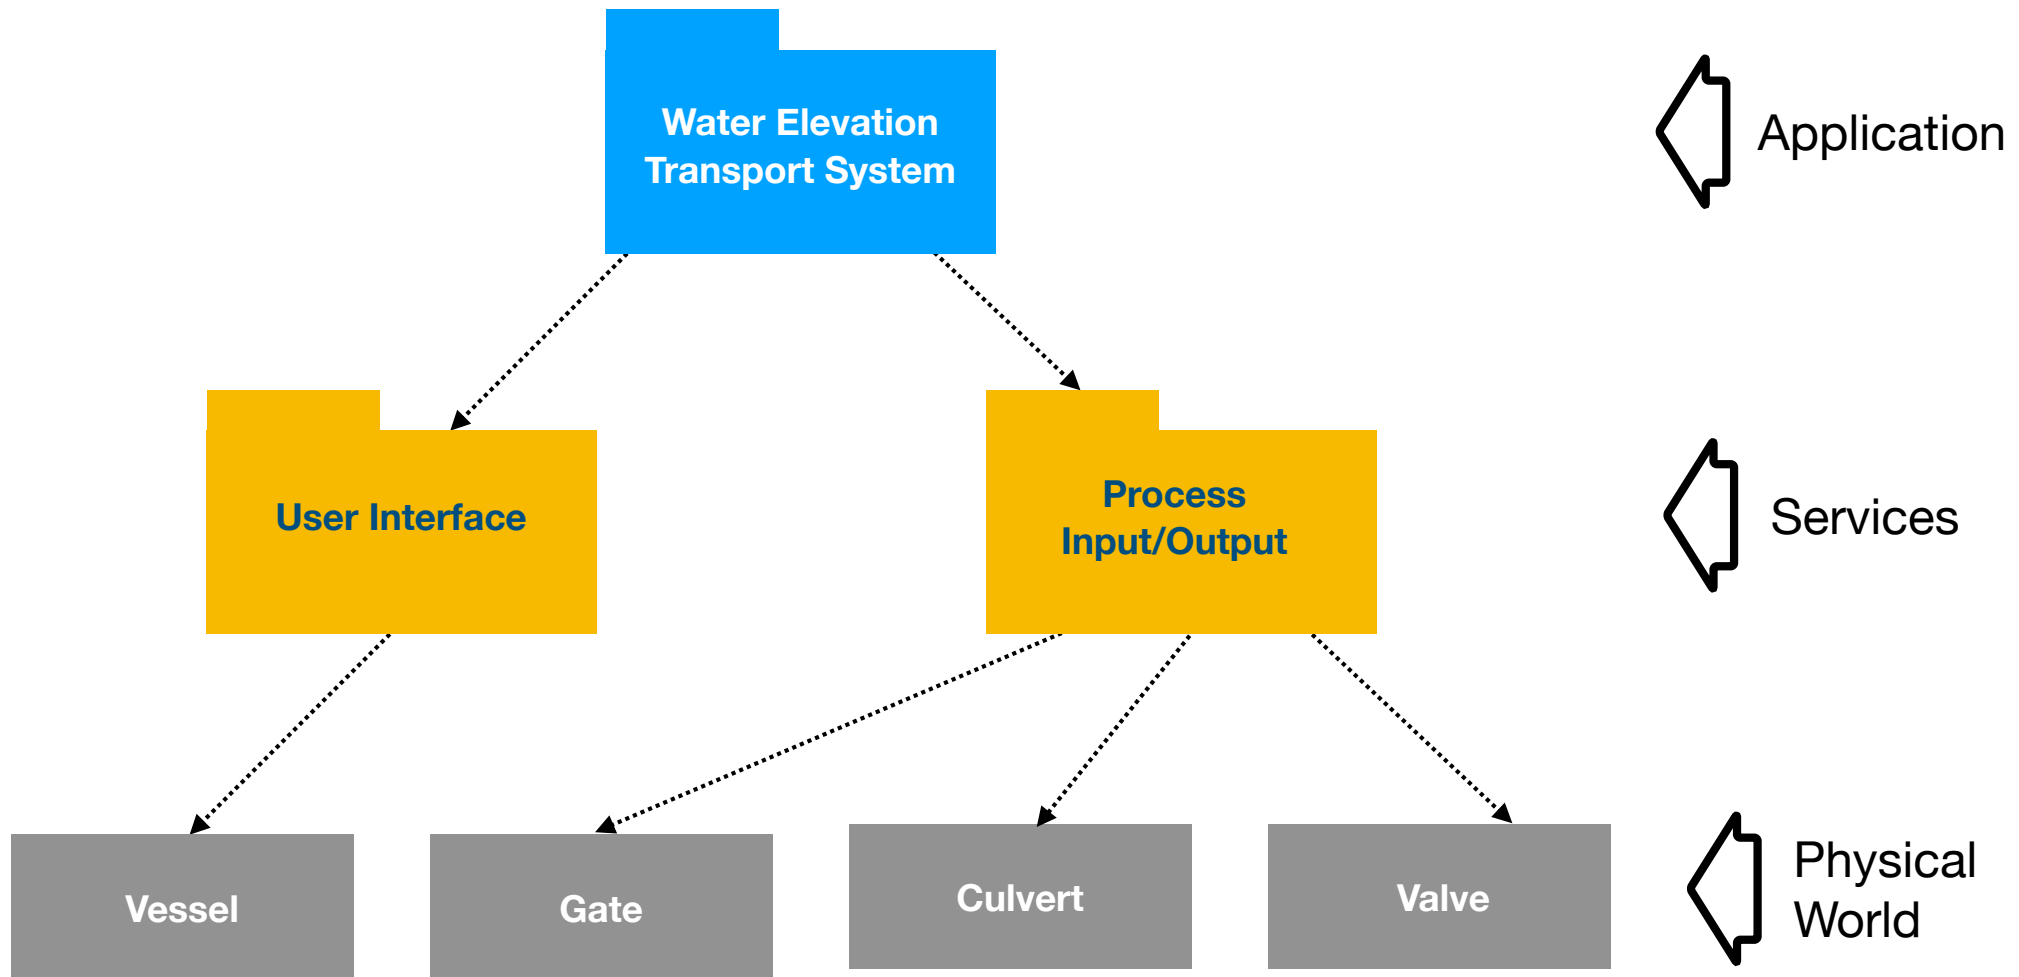 Water Elevation
Transport System
Application
User Interface
Process
Input/Output
Services
Vessel
Gate
Culvert
Valve
Physical
World